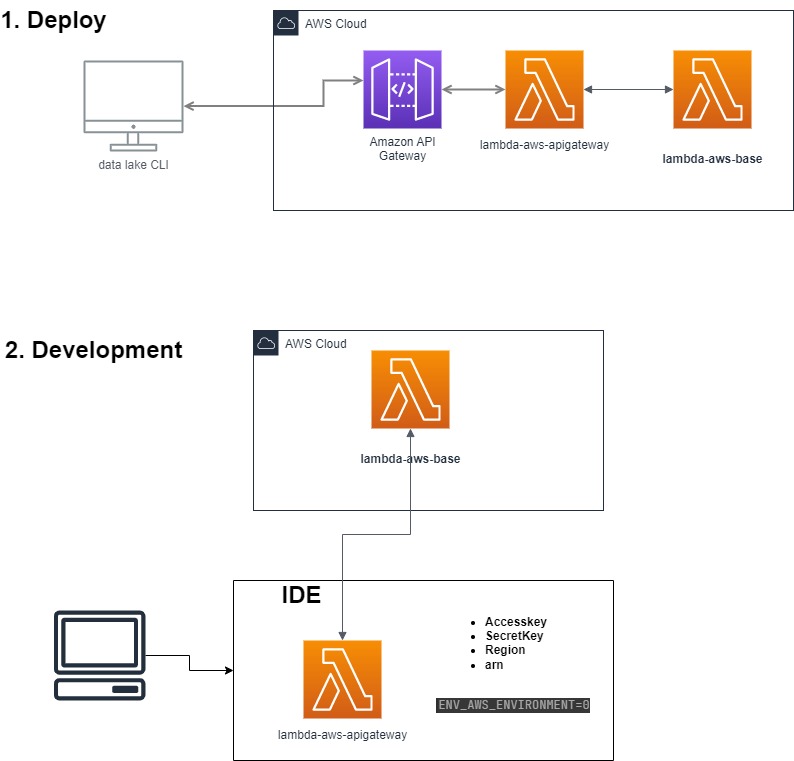 1. Deploy
AWS Cloud
data lake CLI
</>
Amazon API
Gateway
lambda-aws-apigateway
lambda-aws-base
2. Development
AWS Cloud
lambda-aws-base
IDE
• Accesskey
• SecretKey
• Region
• arn
ENV_AWS_ENVIRONMENT=0
lambda-aws-apigateway